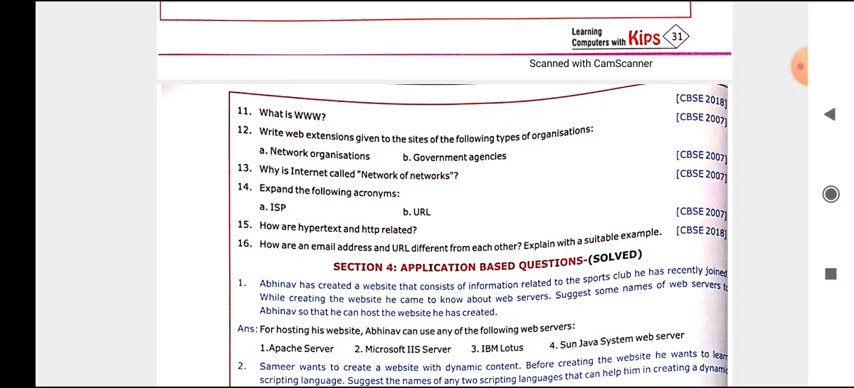 Learning
Computers with Kips 31
Scanned with CamScanner
[CBSE 2018]
11. What is WWW?
[CBSE 2007]
12. Write web extensions given to the sites of the following types of organisations:
a. Network organisations b. Government agencies
[CBSE 2007]
13. Why is Internet called "Network of networks"?
[CBSE 2007]
14. Expand the following acronyms:
a. ISP b. URL
[CBSE 2007]
15. How are hypertext and http related?
16. How are an email address and URL different from each other? Explain with a suitable example. [CBSE 2018]
SECTION 4: APPLICATION BASED QUESTIONS-(SOLVED)
1. Abhinav has created a website that consists of information related to the sports club he has recently joined
While creating the website he came to know about web servers. Suggest some names of web servers
Abhinav so that he can host the website he has created.
Ans: For hosting his website, Abhinav can use any of the following web servers:
1.Apache Server 2. Microsoft IIS Server 3. IBM Lotus 4. Sun Java System web server
2. Sameer wants to create a website with dynamic content. Before creating the website he wants to
scripting language. Suggest the names of any two scripting languages that can help him in creating a